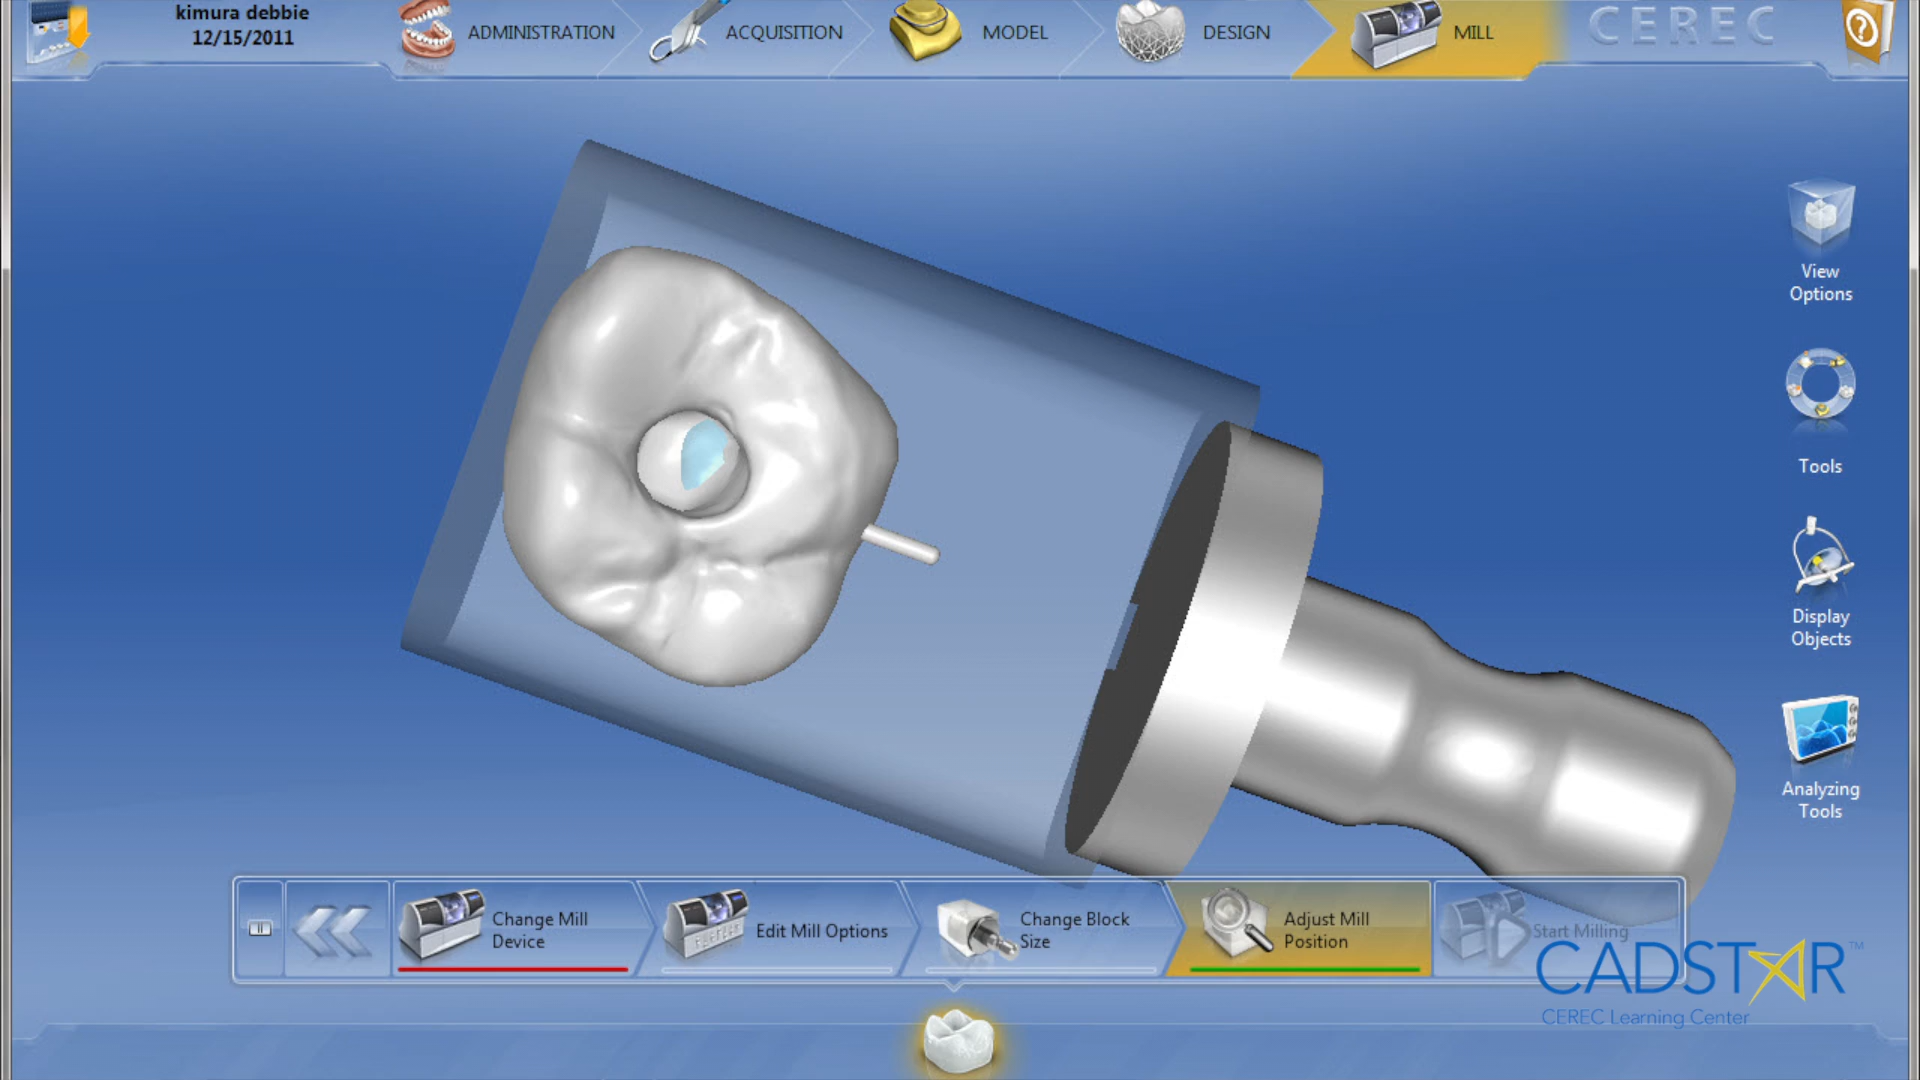 kimura debbie
12/15/2011
ADMINISTRATION
ACQUISITION
MODEL
DESIGN
MILL
CEREC
View
Options
Tools
Display
Objects
Analyzing
Tools
Change Mill
Device
Edit Mill Options
Change Block
Size
Adjust Mill
Position
Start Milling
CADSTAR™
CEREC Learning Center